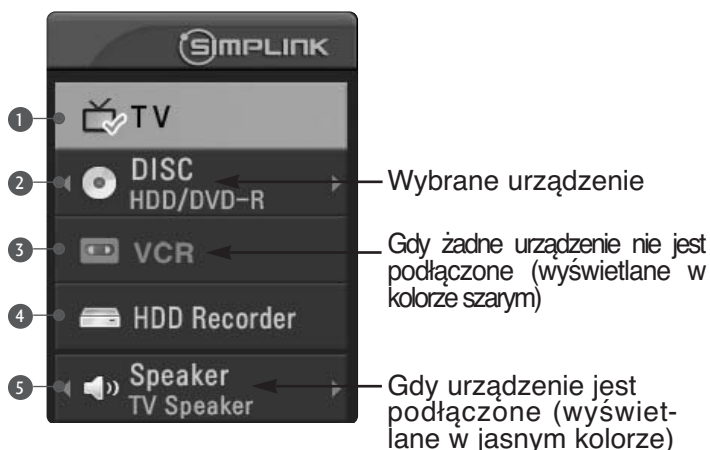 SIMPLINK
1 TV
2 DISC
HDD/DVD-R
Wybrane urządzenie
3 VCR
Gdy żadne urządzenie nie jest
podłączone (wyświetlane w
kolorze szarym)
4 HDD Recorder
5 Speaker
TV Speaker
Gdy urządzenie jest
podłączone (wyświet-
lane w jasnym kolorze)